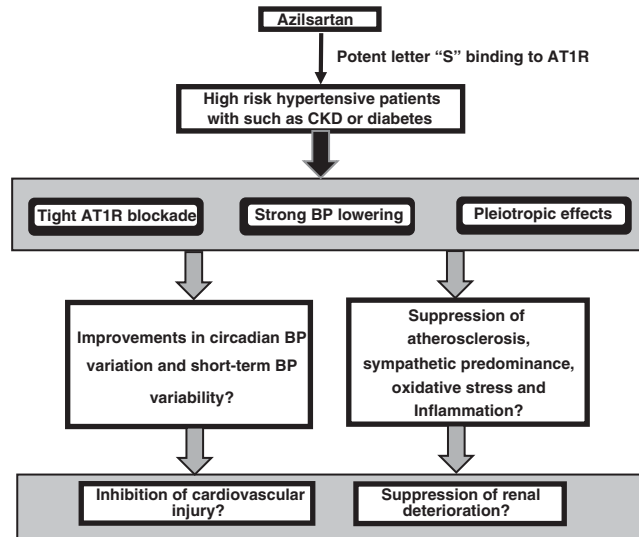 Azilsartan
Potent letter “S” binding to AT1R
High risk hypertensive patients
with such as CKD or diabetes
Tight AT1R blockade
Strong BP lowering
Pleiotropic effects
Improvements in circadian BP
variation and short-term BP
variability?
Suppression of
atherosclerosis,
sympathetic predominance,
oxidative stress and
Inflammation?
Inhibition of cardiovascular
injury?
Suppression of renal
deterioration?